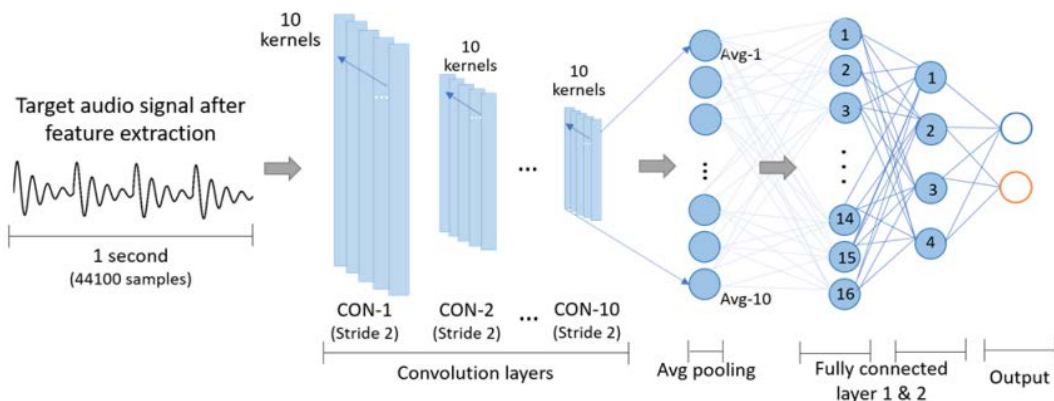 Target audio signal after
feature extraction
1 second
(44100 samples)
10
kernels
10
kernels
...
10
kernels
CON-1
(Stride 2)
CON-2
(Stride 2)
...
CON-10
(Stride 2)
Convolution layers
Avg-1
...
Avg-10
Avg pooling
1
2
3
...
14
15
16
1
2
3
4
Fully connected
layer 1 & 2
Output